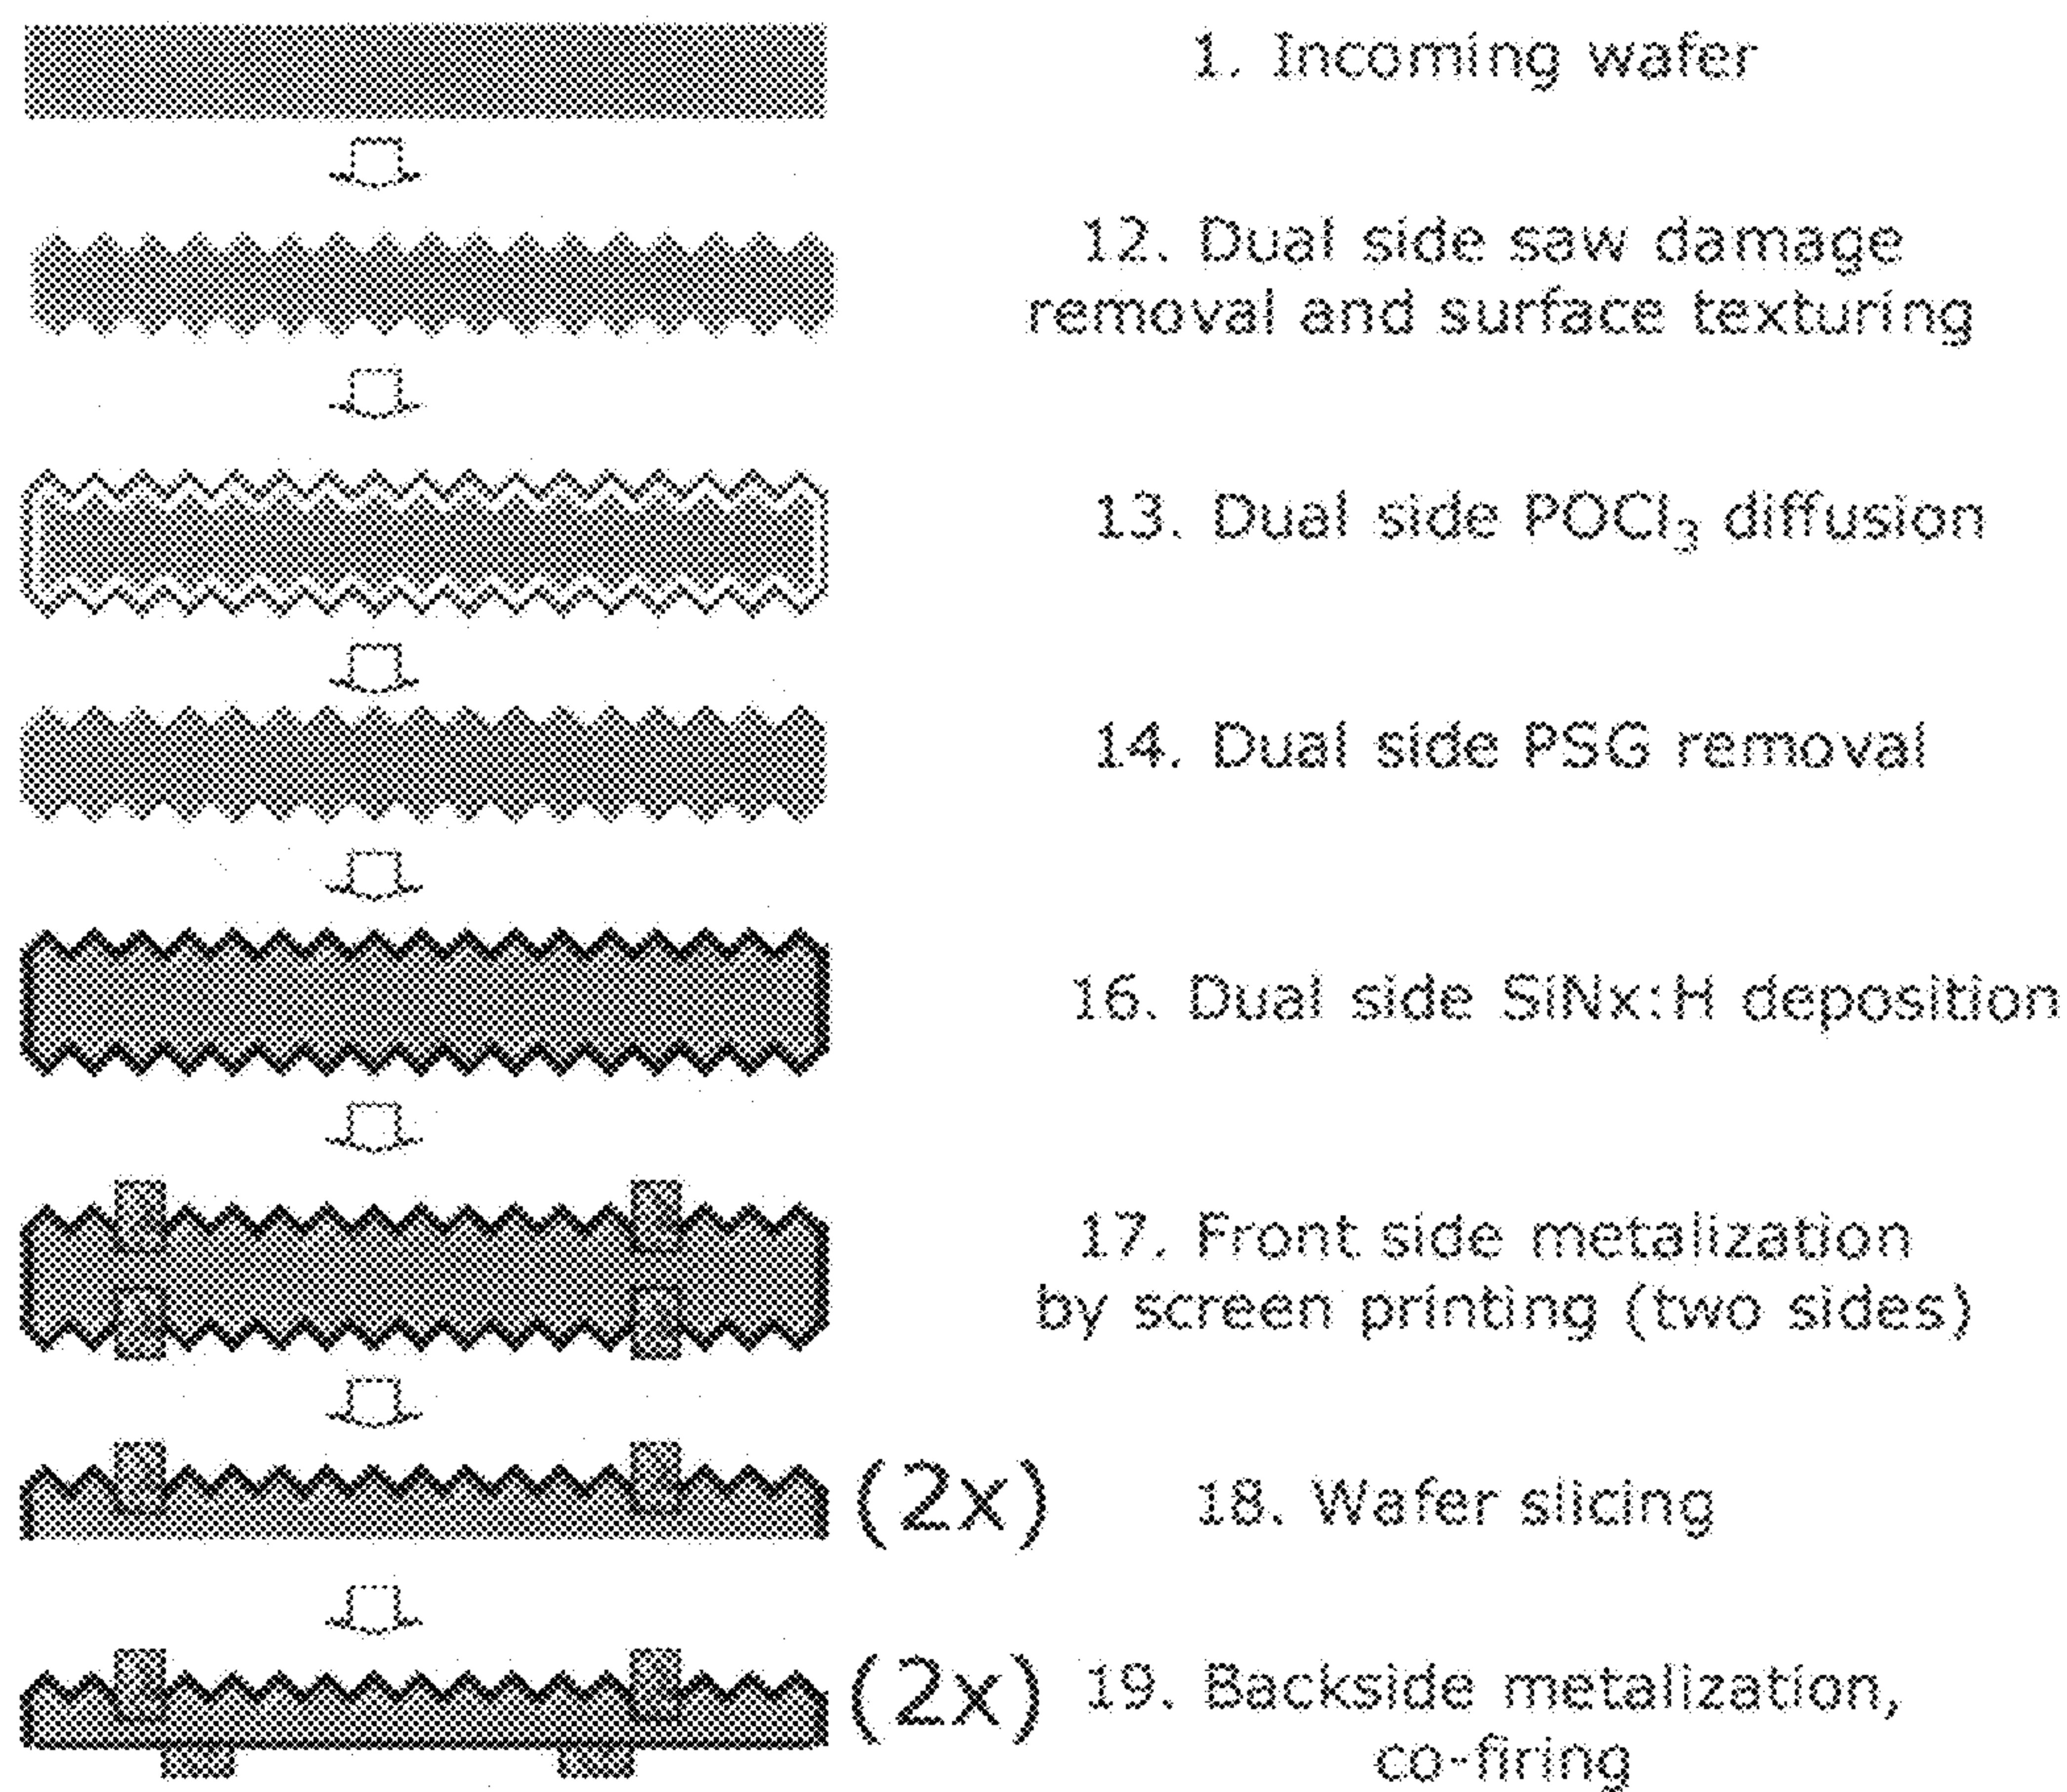 1. Incoming wafer
12. Dual side saw damage
removal and surface texturing
13. Dual side POCl₃ diffusion
14. Dual side PSG removal
16. Dual side SiNx:H deposition
17. Front side metalization
by screen printing (two sides)
(2x) 18. Wafer slicing
(2x) 19. Backside metalization,
co-firing